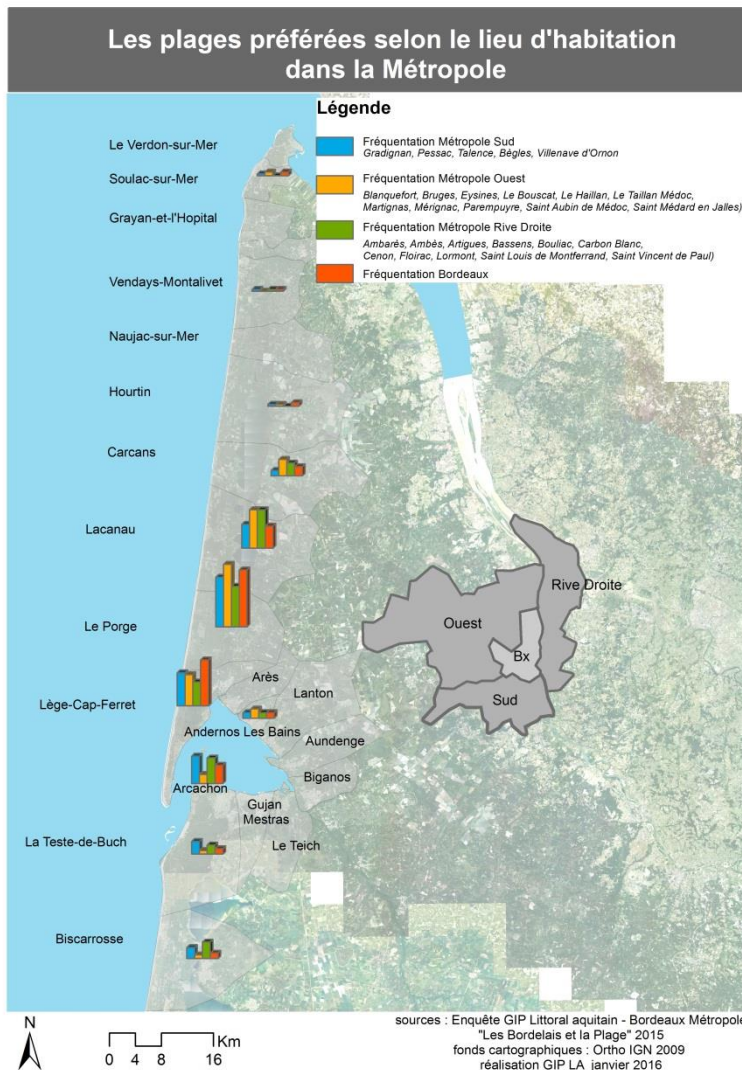 Les plages préférées selon le lieu d'habitation
dans la Métropole
Légende
Fréquentation Métropole Sud
Gradignan, Pessac, Talence, Bègles, Villenave d'Ornon
Fréquentation Métropole Ouest
Blanquefort, Bruges, Eysines, Le Bouscat, Le Haillan, Le Taillan Médoc,
Martignas, Mérignac, Parempuyre, Saint Aubin de Médoc, Saint Médard en Jalles)
Fréquentation Métropole Rive Droite
Ambarès, Ambès, Artigues, Bassens, Bouliac, Carbon Blanc,
Cenon, Floirac, Lormont, Saint Louis de Montferrand, Saint Vincent de Paul)
Fréquentation Bordeaux
Le Verdon-sur-Mer
Soulac-sur-Mer
Grayan-et-l'Hopital
Vendays-Montalivet
Naujac-sur-Mer
Hourtin
Carcans
Lacanau
Le Porge
Lège-Cap-Ferret
Arès
Lanton
Andernos Les Bains
Audenge
Biganos
Arcachon
Gujan
Mestras
Le Teich
La Teste-de-Buch
Biscarrosse
Rive Droite
Ouest
Bx
Sud
N
Km
0 4 8 16
sources : Enquête GIP Littoral aquitain - Bordeaux Métropole
"Les Bordelais et la Plage" 2015
fonds cartographiques : Ortho IGN 2009
réalisation GIP LA janvier 2016